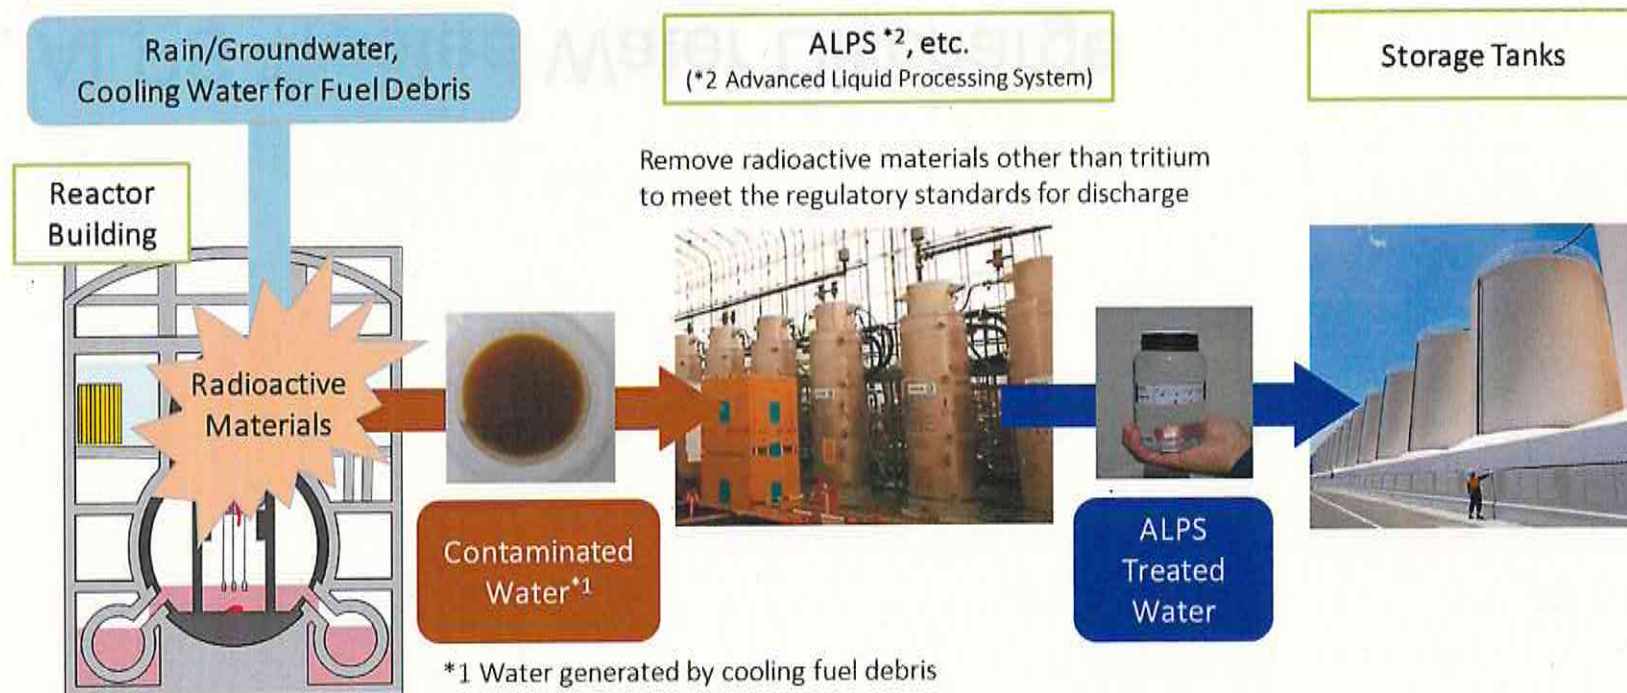 Rain/Groundwater,
Cooling Water for Fuel Debris
ALPS *2, etc.
(*2 Advanced Liquid Processing System)
Storage Tanks
Reactor
Building
Remove radioactive materials other than tritium
to meet the regulatory standards for discharge
Radioactive
Materials
Contaminated
Water*1
ALPS
Treated
Water
*1 Water generated by cooling fuel debris